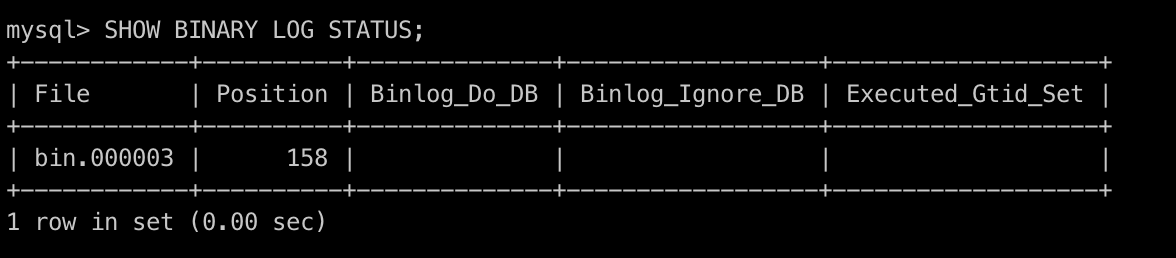 mysql> SHOW BINARY LOG STATUS;
+------------+----------+--------------+------------------+-------------------+
| File       | Position | Binlog_Do_DB | Binlog_Ignore_DB | Executed_Gtid_Set |
+------------+----------+--------------+------------------+-------------------+
| bin.000003 |      158 |              |                  |                   |
+------------+----------+--------------+------------------+-------------------+
1 row in set (0.00 sec)